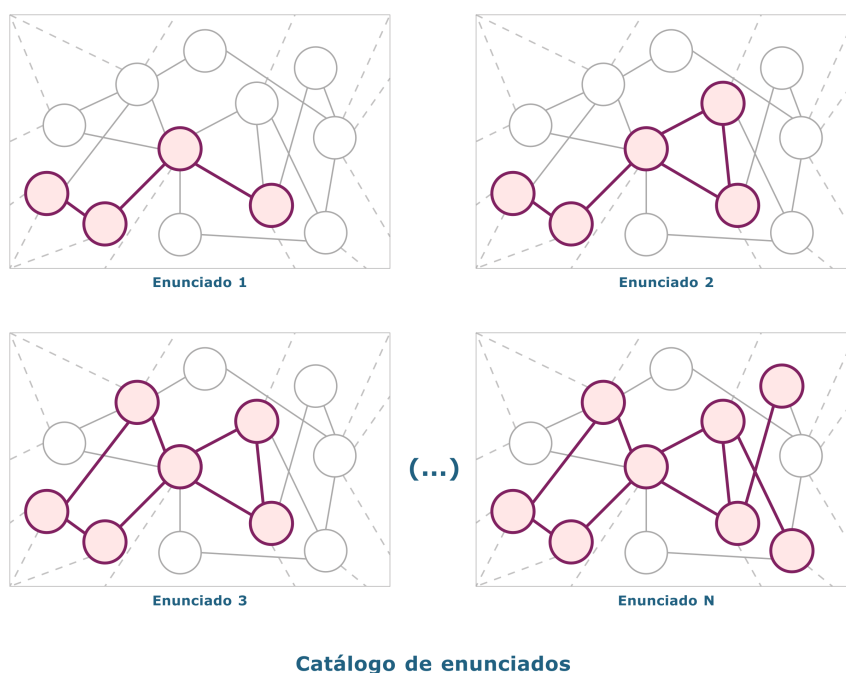 Enunciado 1
Enunciado 2
(...)
Enunciado 3
Enunciado N
Catálogo de enunciados